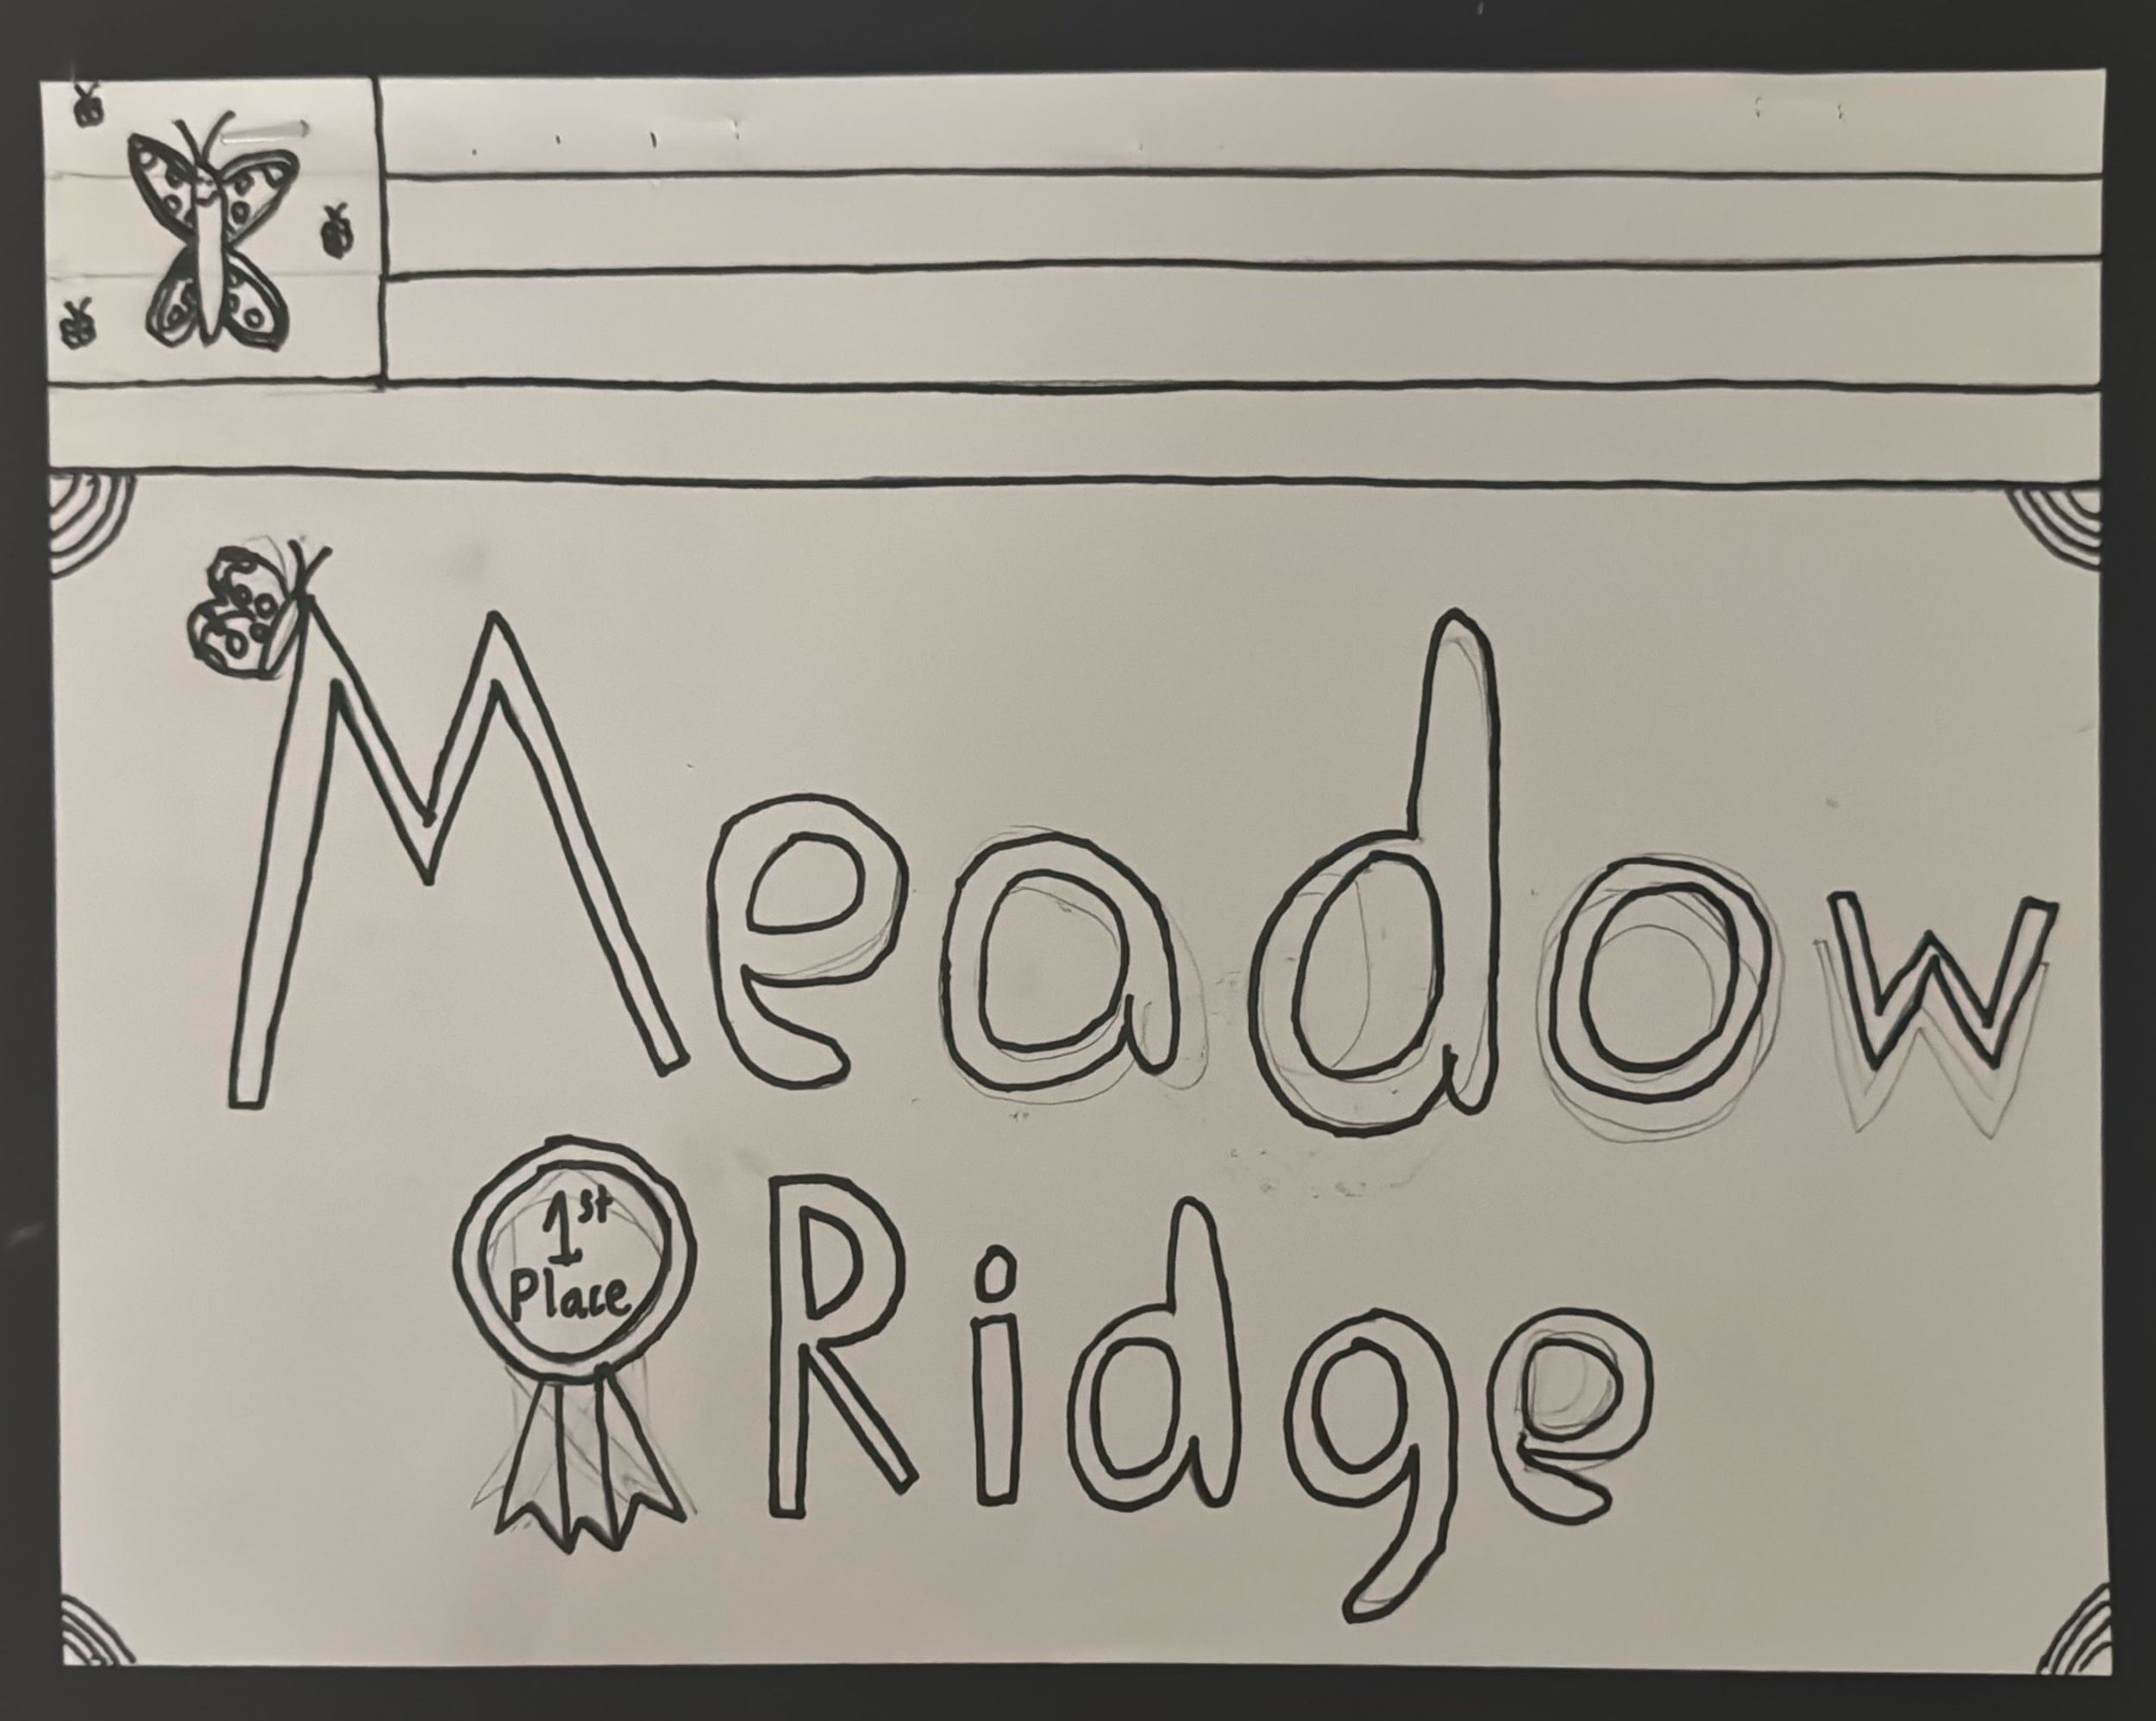 Meadow
1st
Place
Ridge